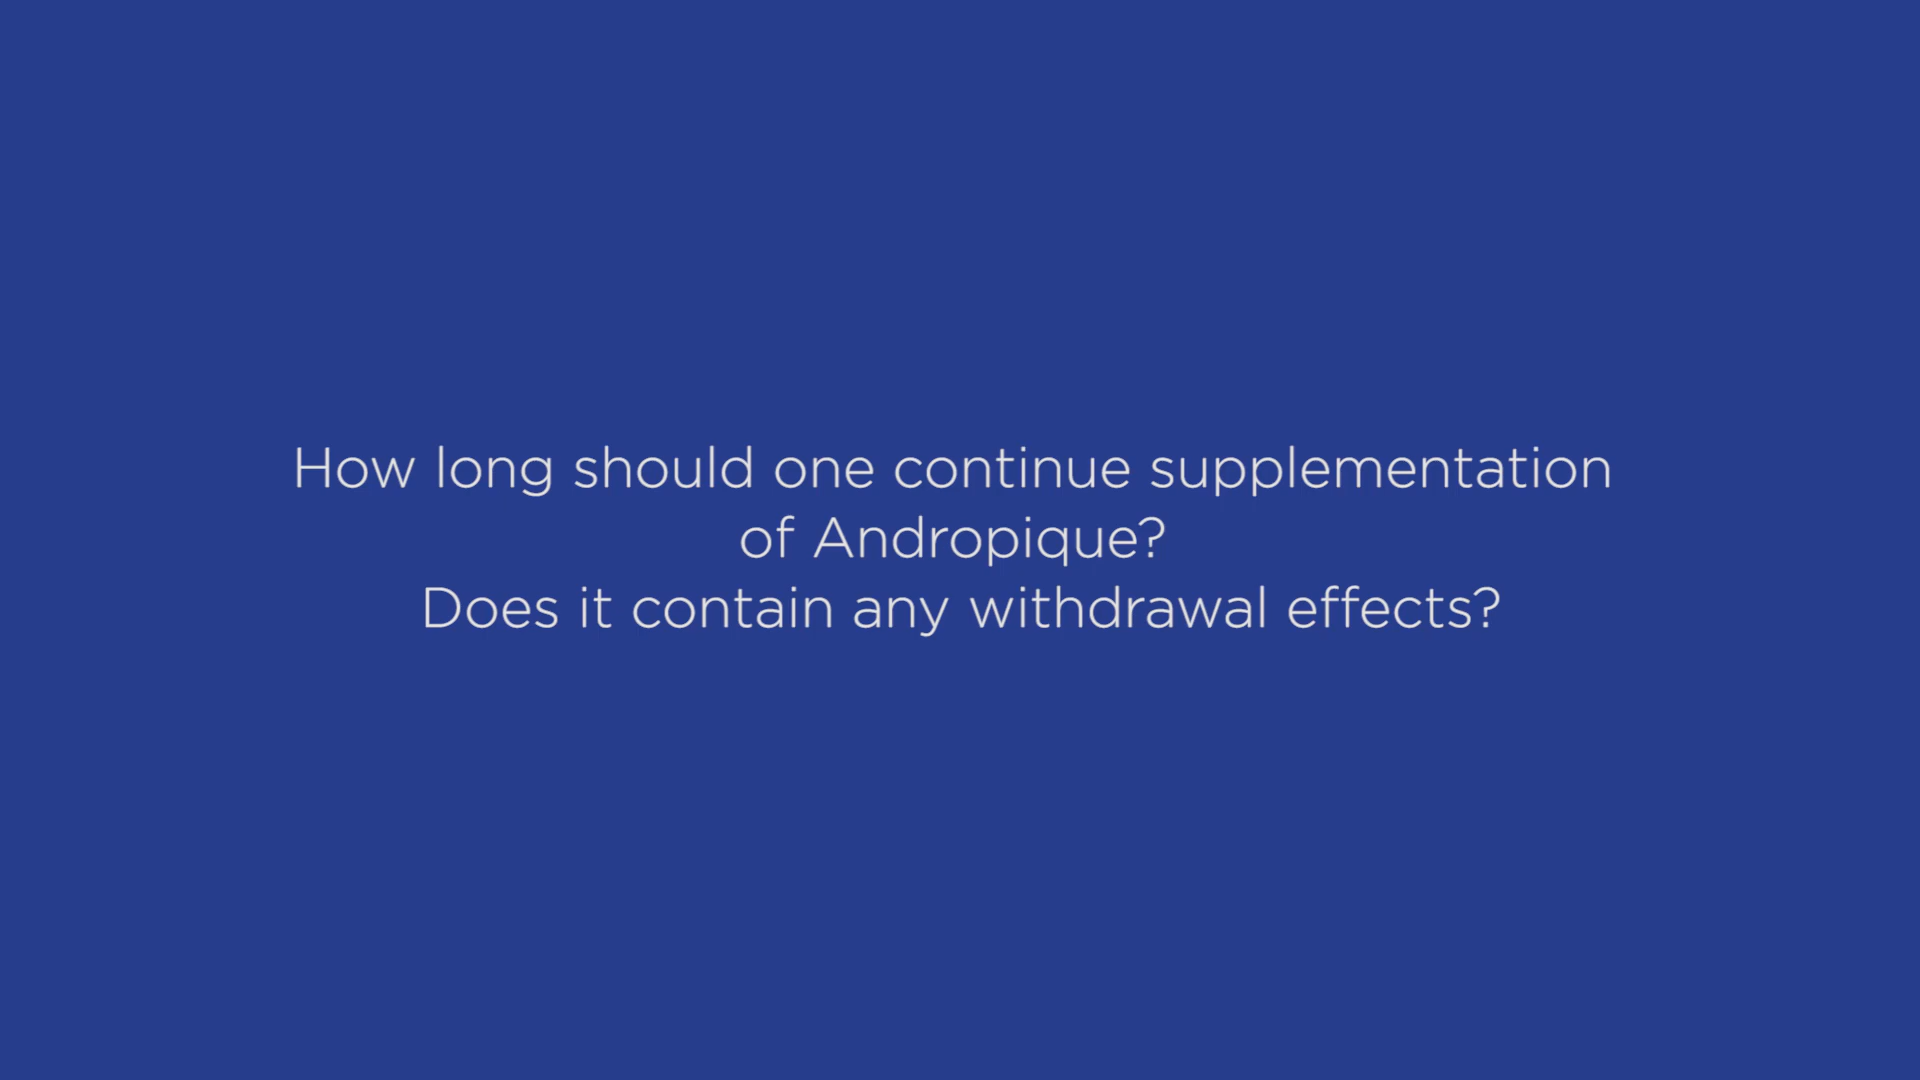 How long should one continue supplementation
of Andropique?
Does it contain any withdrawal effects?